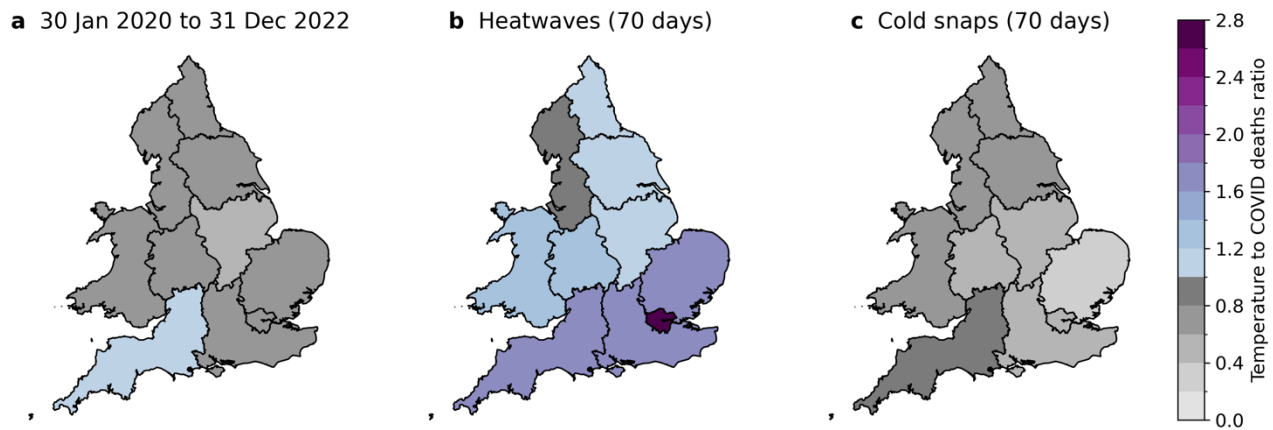 a 30 Jan 2020 to 31 Dec 2022
b Heatwaves (70 days)
c Cold snaps (70 days)
2.8
2.4
2.0
1.6
1.2
0.8
0.4
0.0
Temperature to COVID deaths ratio